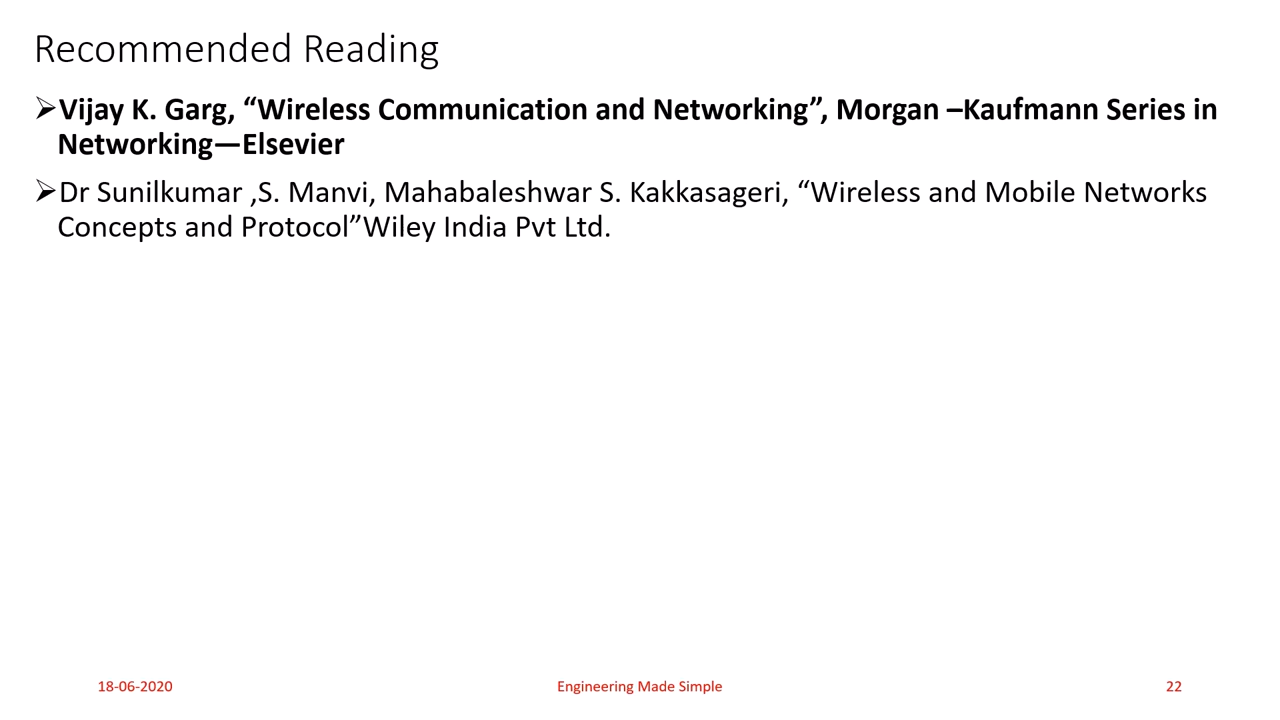 Recommended Reading
➢Vijay K. Garg, “Wireless Communication and Networking”, Morgan –Kaufmann Series in
Networking—Elsevier
➢Dr Sunilkumar ,S. Manvi, Mahabaleshwar S. Kakkasageri, “Wireless and Mobile Networks
Concepts and Protocol”Wiley India Pvt Ltd.
18-06-2020
Engineering Made Simple
22